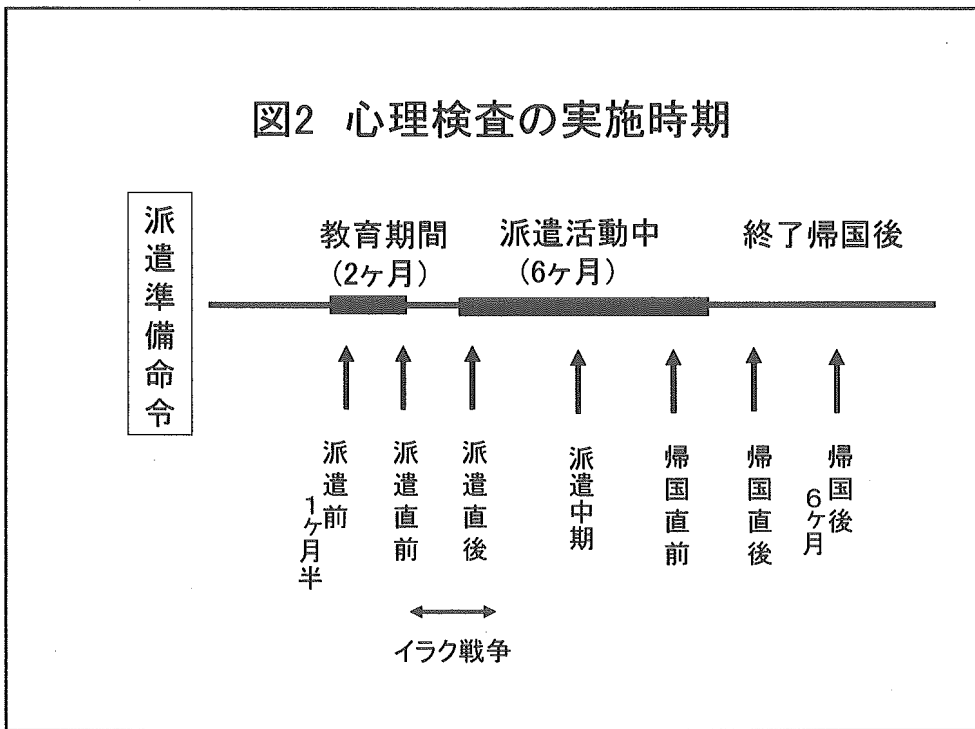 図2 心理検査の実施時期
派遣準備命令
教育期間
(2ヶ月)
派遣活動中
(6ヶ月)
終了帰国後
派遣前
1ヶ月半
派遣直前
派遣直後
派遣中期
帰国直前
帰国直後
帰国後
6ヶ月
イラク戦争